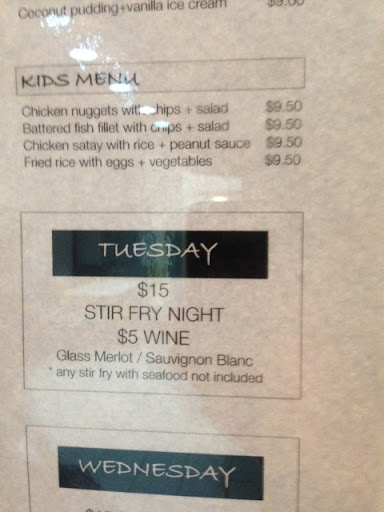 Coconut pudding+vanilla ice cream $9.00
KIDS MENU
Chicken nuggets with chips + salad $9.50
Battered fish fillet with chips + salad $9.50
Chicken satay with rice + peanut sauce $9.50
Fried rice with eggs + vegetables $9.50
TUESDAY
$15
STIR FRY NIGHT
$5 WINE
Glass Merlot / Sauvignon Blanc
* any stir fry with seafood not included
WEDNESDAY